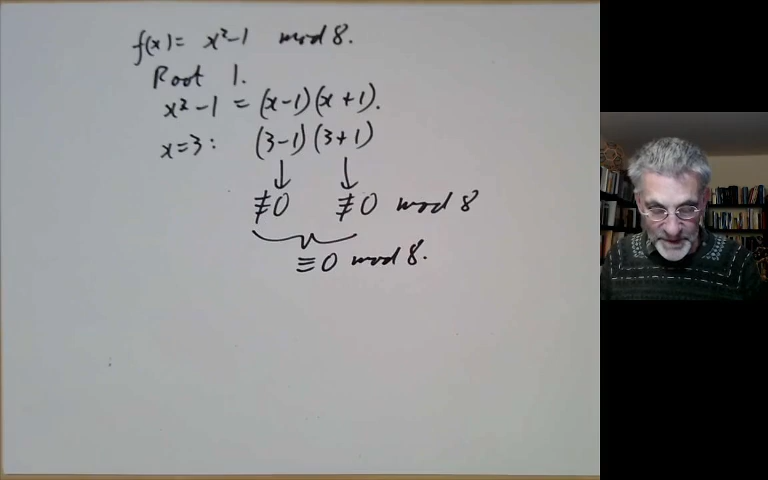 f(x) = x²-1 mod 8.
Root 1.
x²-1 = (x-1)(x+1).
x=3: (3-1)(3+1)
↓ ↓
≢0 ≢0 mod 8
≡0 mod 8.